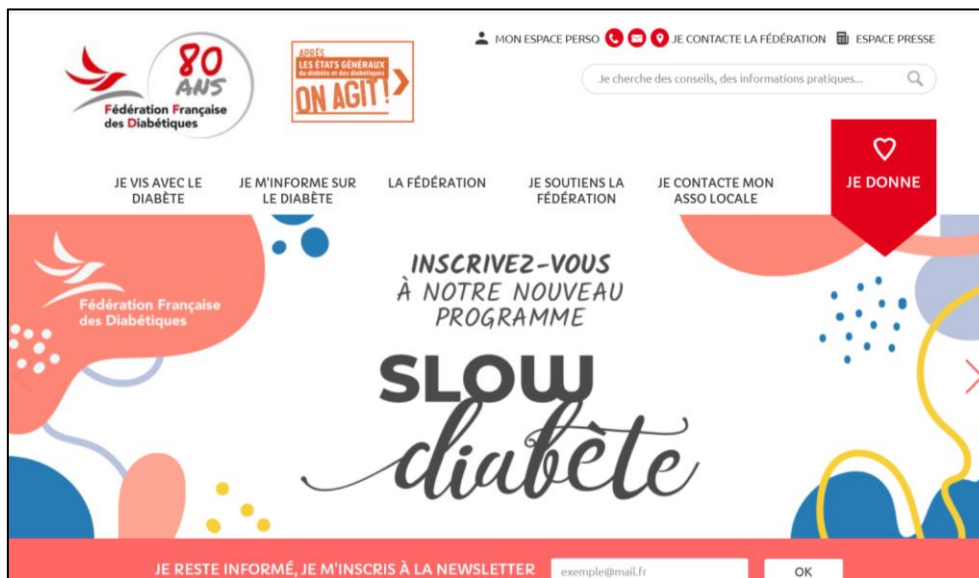 80
ANS
Fédération Française
des Diabétiques
APRÈS
LES ÉTATS GÉNÉRAUX
du diabète et des diabétiques
ON AGIT!
MON ESPACE PERSO
JE CONTACTE LA FÉDÉRATION
ESPACE PRESSE
Je cherche des conseils, des informations pratiques...
JE VIS AVEC LE
DIABÈTE
JE M'INFORME SUR
LE DIABÈTE
LA FÉDÉRATION
JE SOUTIENS LA
FÉDÉRATION
JE CONTACTE MON
ASSO LOCALE
JE DONNE
Fédération Française
des Diabétiques
INSCRIVEZ-VOUS
À NOTRE NOUVEAU
PROGRAMME
SLOW
diabète
JE RESTE INFORMÉ, JE M'INSCRIS À LA NEWSLETTER
exemple@mail.fr
OK